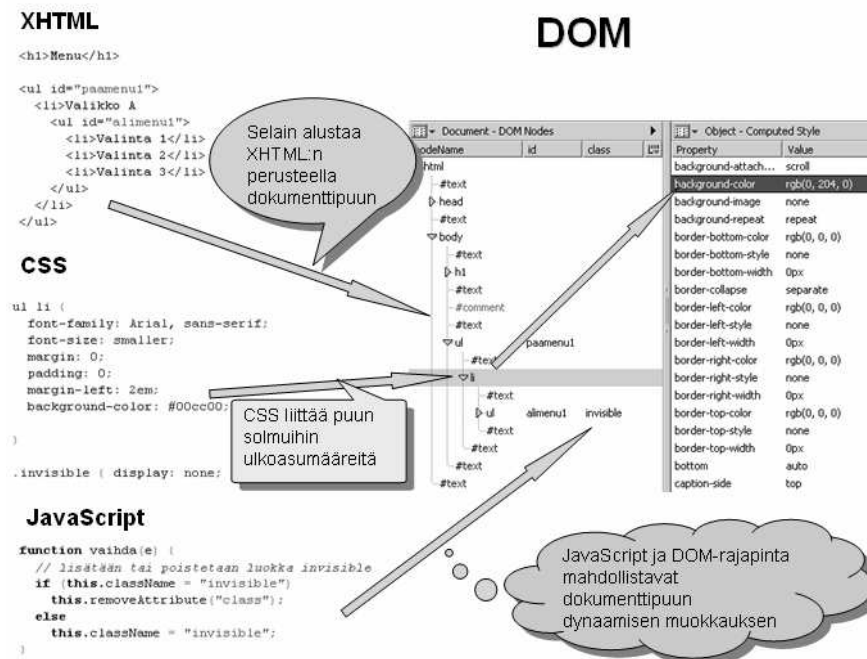 XHTML
<h1>Menu</h1>
<ul id="paamenu1">
<li>Valikko A
<ul id="alimenu1">
<li>Valinta 1</li>
<li>Valinta 2</li>
<li>Valinta 3</li>
</ul>
</li>
</ul>
CSS
ul li {
font-family: Arial, sans-serif;
font-size: smaller;
margin: 0;
padding: 0;
margin-left: 2em;
background-color: #00cc00;
}
.invisible { display: none;
JavaScript
function vaihda(e) {
// lisätään tai poistetaan luokka invisible
if (this.className = "invisible")
this.removeAttribute("class");
else
this.className = "invisible";
}
DOM
Selain alustaa
XHTML:n
perusteella
dokumenttipuun
CSS liittää puun
solmuihin
ulkoasumääreitä
JavaScript ja DOM-rajapinta
mahdollistavat
dokumenttipuun
dynaamisen muokkauksen
Document - DOM Nodes
nodeName id class
html
#text
head
#text
body
#text
h1
#text
#comment
#text
ul paamenu1
#text
li
#text
ul alimenu1 invisible
#text
#text
#text
#text
Object - Computed Style
Property Value
background-attach... scroll
background-color rgb(0, 204, 0)
background-image none
background-repeat repeat
border-bottom-color rgb(0, 0, 0)
border-bottom-style none
border-bottom-width 0px
border-collapse separate
border-left-color rgb(0, 0, 0)
border-left-style none
border-left-width 0px
border-right-color rgb(0, 0, 0)
border-right-style none
border-right-width 0px
border-top-color rgb(0, 0, 0)
border-top-style none
border-top-width 0px
bottom auto
caption-side top